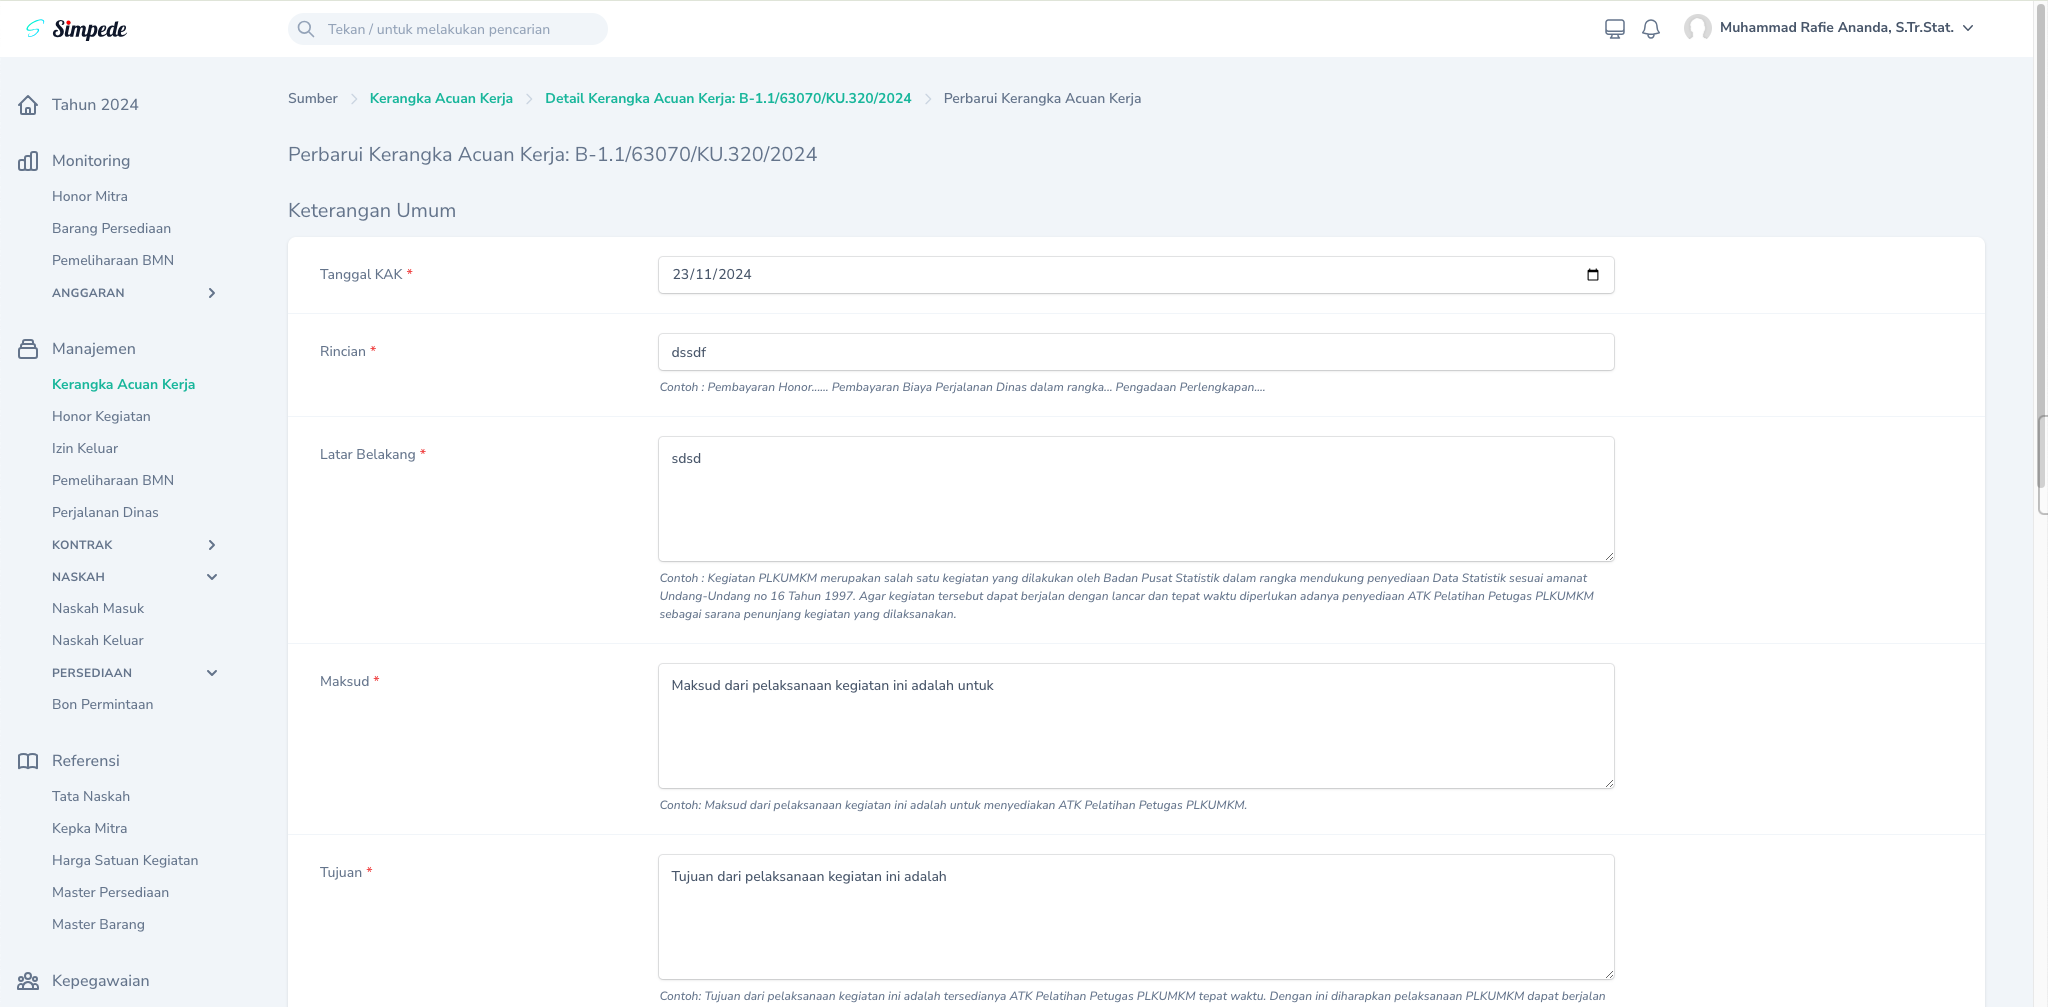 Simpede
Tekan / untuk melakukan pencarian
Muhammad Rafie Ananda, S.Tr.Stat.
Tahun 2024
Monitoring
Honor Mitra
Barang Persediaan
Pemeliharaan BMN
ANGGARAN
Manajemen
Kerangka Acuan Kerja
Honor Kegiatan
Izin Keluar
Pemeliharaan BMN
Perjalanan Dinas
KONTRAK
NASKAH
Naskah Masuk
Naskah Keluar
PERSEDIAAN
Bon Permintaan
Referensi
Tata Naskah
Kepka Mitra
Harga Satuan Kegiatan
Master Persediaan
Master Barang
Kepegawaian
Sumber Kerangka Acuan Kerja Detail Kerangka Acuan Kerja: B-1.1/63070/KU.320/2024 Perbarui Kerangka Acuan Kerja
Perbarui Kerangka Acuan Kerja: B-1.1/63070/KU.320/2024
Keterangan Umum
Tanggal KAK *
23/11/2024
Rincian *
dssdf
Contoh : Pembayaran Honor...... Pembayaran Biaya Perjalanan Dinas dalam rangka... Pengadaan Perlengkapan....
Latar Belakang *
sdsd
Contoh : Kegiatan PLKUMKM merupakan salah satu kegiatan yang dilakukan oleh Badan Pusat Statistik dalam rangka mendukung penyediaan Data Statistik sesuai amanat
Undang-Undang no 16 Tahun 1997. Agar kegiatan tersebut dapat berjalan dengan lancar dan tepat waktu diperlukan adanya penyediaan ATK Pelatihan Petugas PLKUMKM
sebagai sarana penunjang kegiatan yang dilaksanakan.
Maksud *
Maksud dari pelaksanaan kegiatan ini adalah untuk
Contoh: Maksud dari pelaksanaan kegiatan ini adalah untuk menyediakan ATK Pelatihan Petugas PLKUMKM.
Tujuan *
Tujuan dari pelaksanaan kegiatan ini adalah
Contoh: Tujuan dari pelaksanaan kegiatan ini adalah tersedianya ATK Pelatihan Petugas PLKUMKM tepat waktu. Dengan ini diharapkan pelaksanaan PLKUMKM dapat berjalan